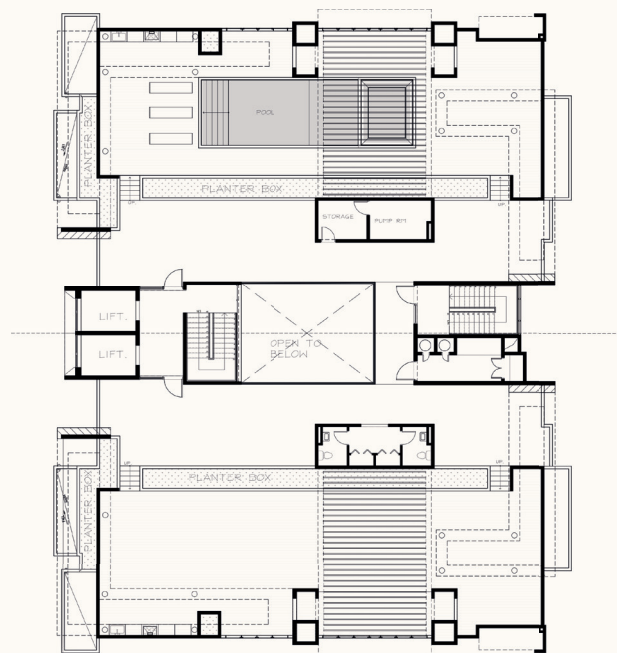 POOL
PLANTER BOX
PLANTER BOX
UP.
UP.
STORAGE
PUMP RM
LIFT.
LIFT.
OPEN TO
BELOW
UP.
UP.
PLANTER BOX
PLANTER BOX